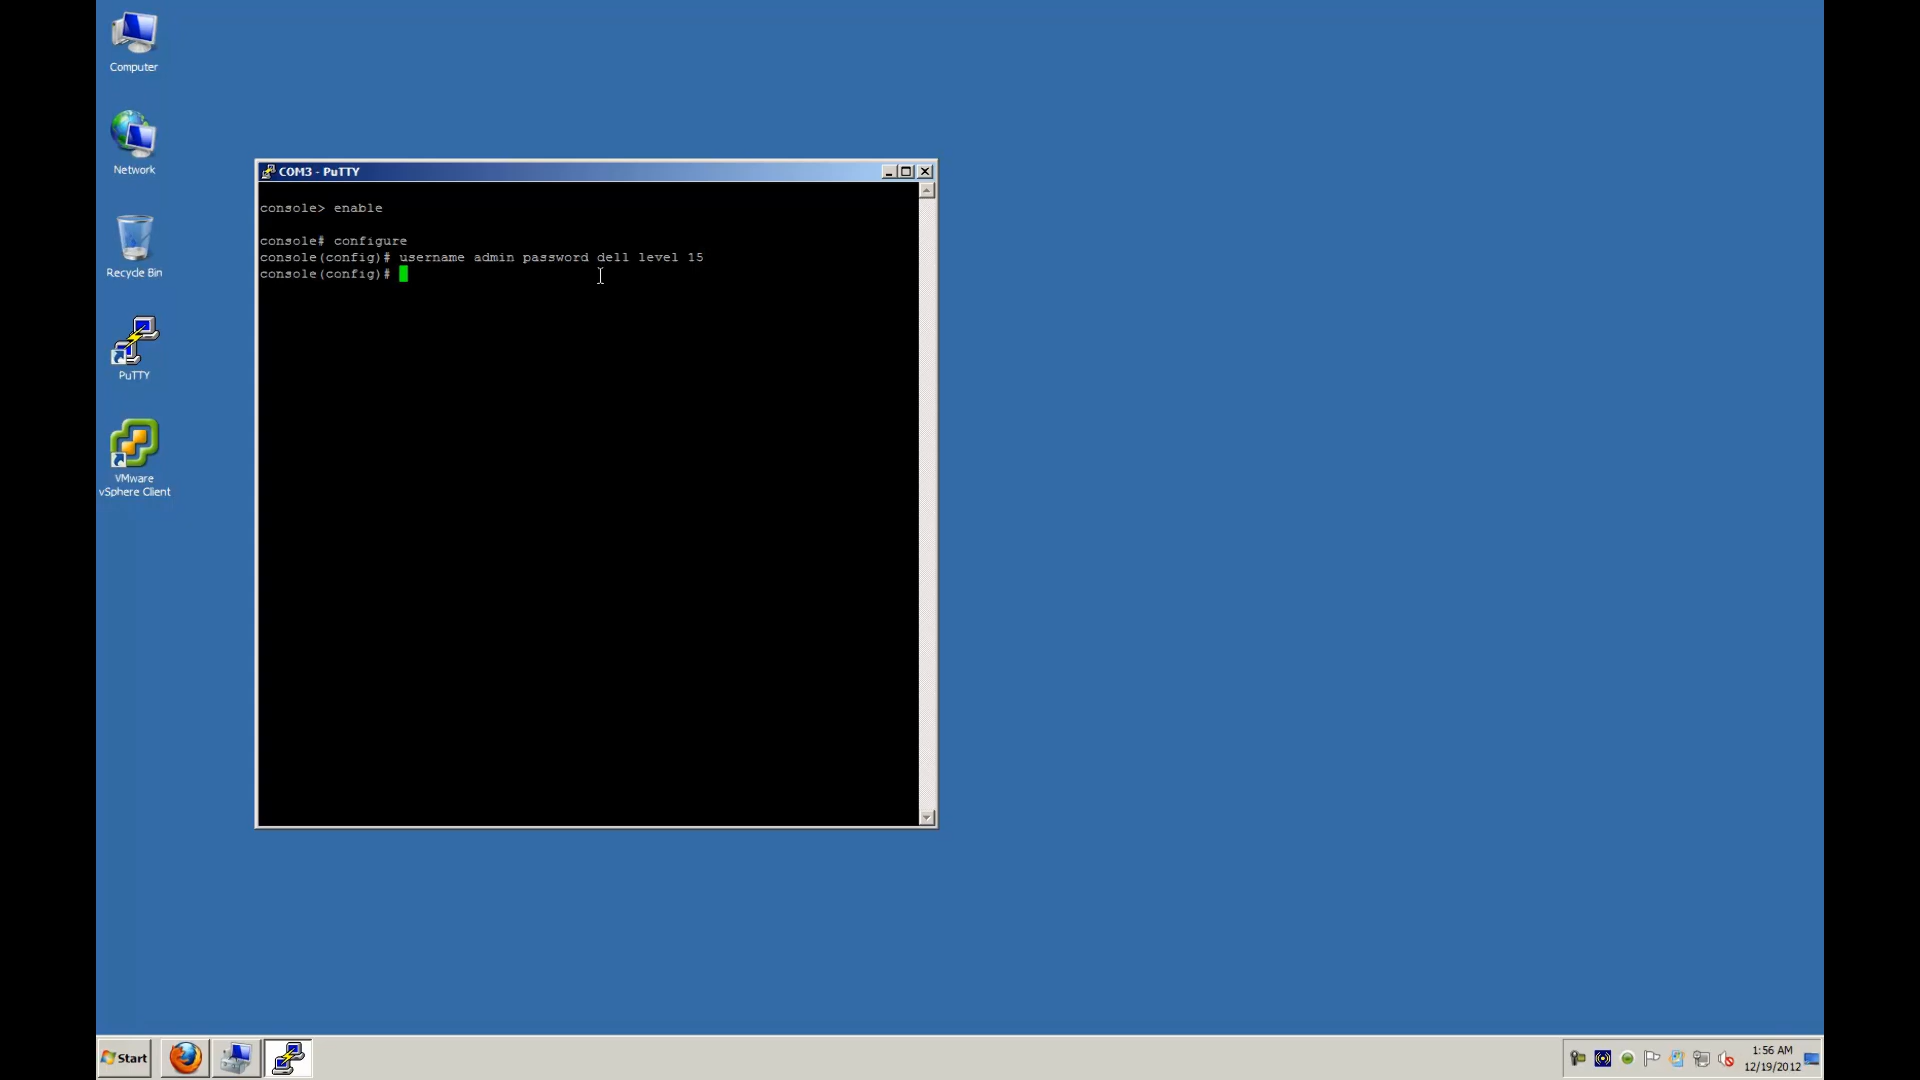 Computer
Network
Recycle Bin
PuTTY
VMware
vSphere Client
COM3 - PuTTY
console> enable
console# configure
console(config)# username admin password dell level 15
console(config)#
Start
1:56 AM
12/19/2012